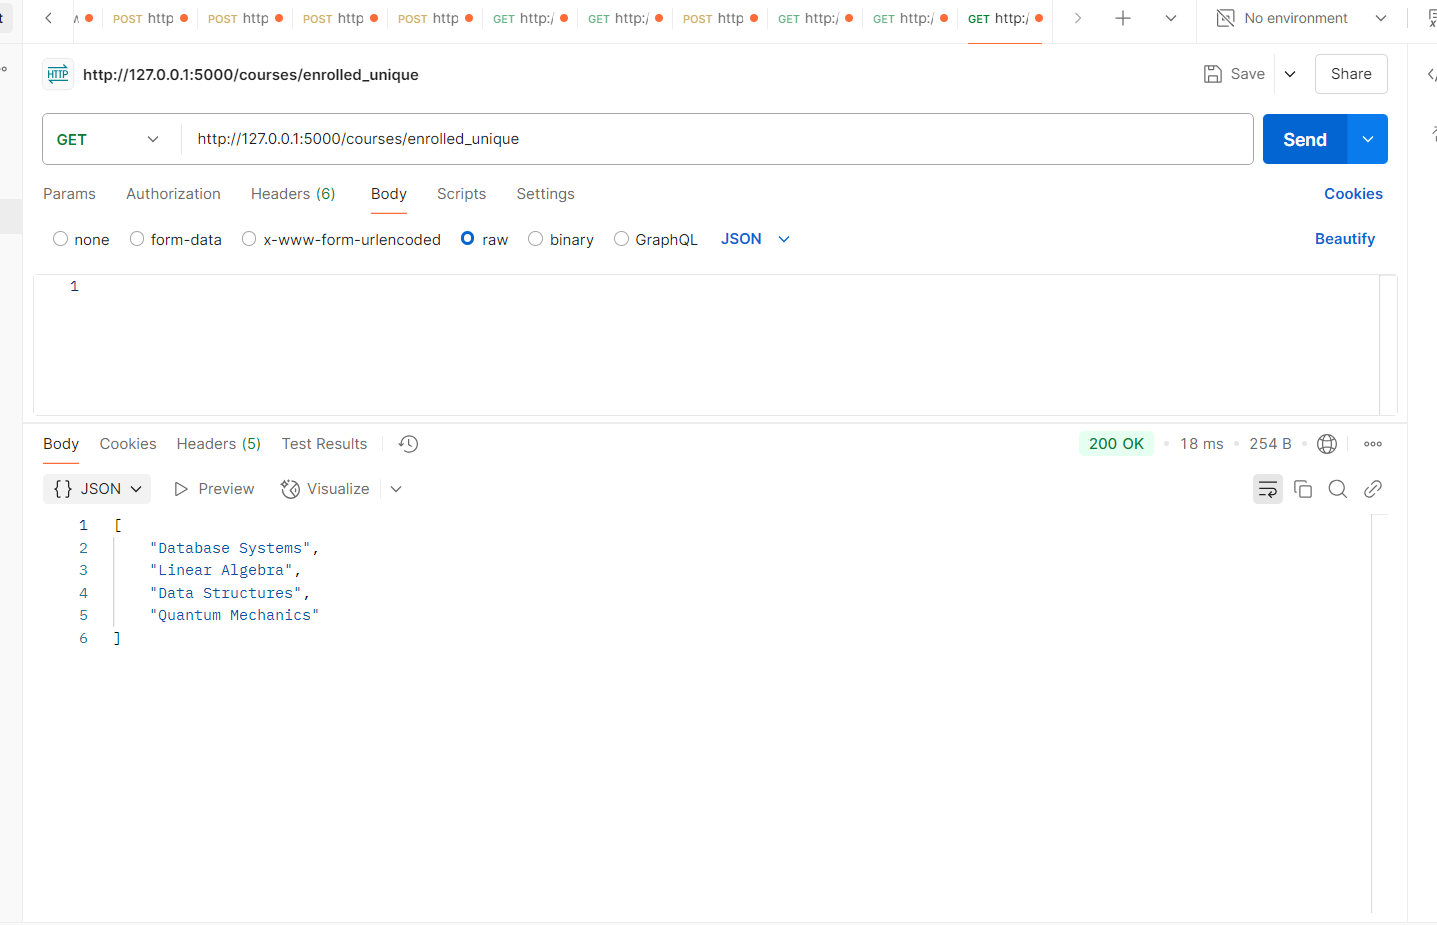 POST http POST http POST http POST http GET http:/ GET http:/ POST http GET http:/ GET http:/ GET http:/ No environment
HTTP http://127.0.0.1:5000/courses/enrolled_unique Save Share
GET http://127.0.0.1:5000/courses/enrolled_unique Send
Params Authorization Headers (6) Body Scripts Settings Cookies
none form-data x-www-form-urlencoded raw binary GraphQL JSON Beautify
1
Body Cookies Headers (5) Test Results 200 OK 18 ms 254 B
{} JSON Preview Visualize
1 [
2 "Database Systems",
3 "Linear Algebra",
4 "Data Structures",
5 "Quantum Mechanics"
6 ]